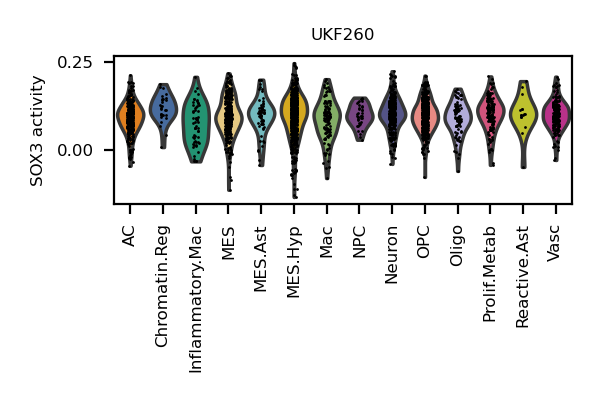 UKF260
SOX3 activity
0.25
0.00
AC
Chromatin.Reg
Inflammatory.Mac
MES
MES.Ast
MES.Hyp
Mac
NPC
Neuron
OPC
Oligo
Prolif.Metab
Reactive.Ast
Vasc